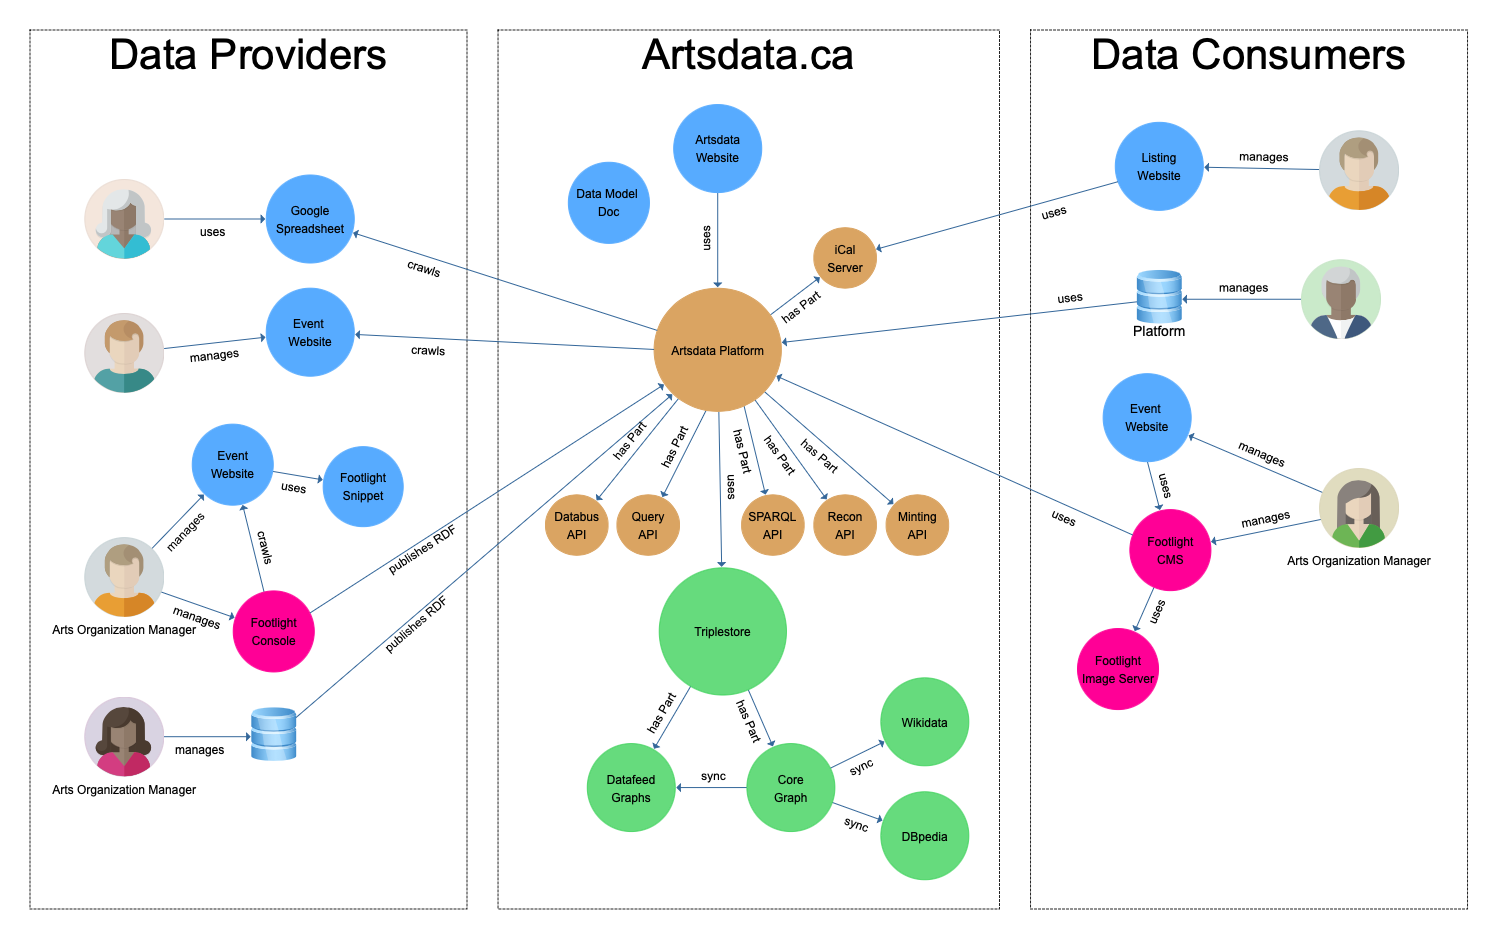 Data Providers
Google
Spreadsheet
uses
crawls
Event
Website
manages
crawls
Event
Website
uses
Footlight
Snippet
manages
crawls
manages
Arts Organization Manager
Footlight
Console
publishes RDF
publishes RDF
manages
Arts Organization Manager
Artsdata.ca
Artsdata
Website
Data Model
Doc
uses
iCal
Server
has Part
Artsdata Platform
has Part
has Part
uses
has Part
has Part
has Part
Databus
API
Query
API
SPARQL
API
Recon
API
Minting
API
Triplestore
has Part
has Part
Datafeed
Graphs
sync
Core
Graph
sync
Wikidata
sync
DBpedia
Data Consumers
Listing
Website
manages
uses
uses
Platform
manages
Event
Website
manages
uses
manages
Footlight
CMS
uses
Arts Organization Manager
uses
Footlight
Image Server